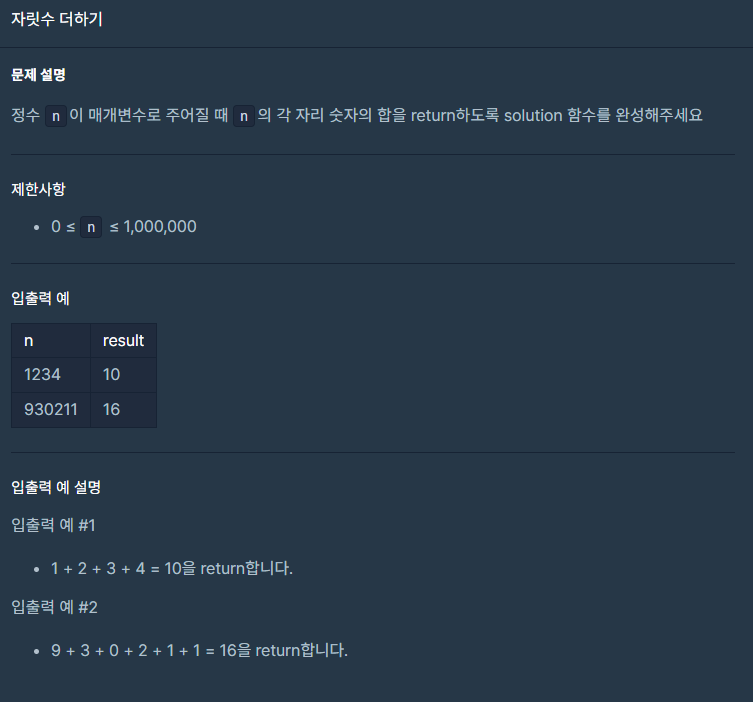 자릿수 더하기
문제 설명
정수 n 이 매개변수로 주어질 때 n 의 각 자리 숫자의 합을 return하도록 solution 함수를 완성해주세요
제한사항
• 0 ≤ n ≤ 1,000,000
입출력 예
n result
1234 10
930211 16
입출력 예 설명
입출력 예 #1
• 1 + 2 + 3 + 4 = 10을 return합니다.
입출력 예 #2
• 9 + 3 + 0 + 2 + 1 + 1 = 16을 return합니다.